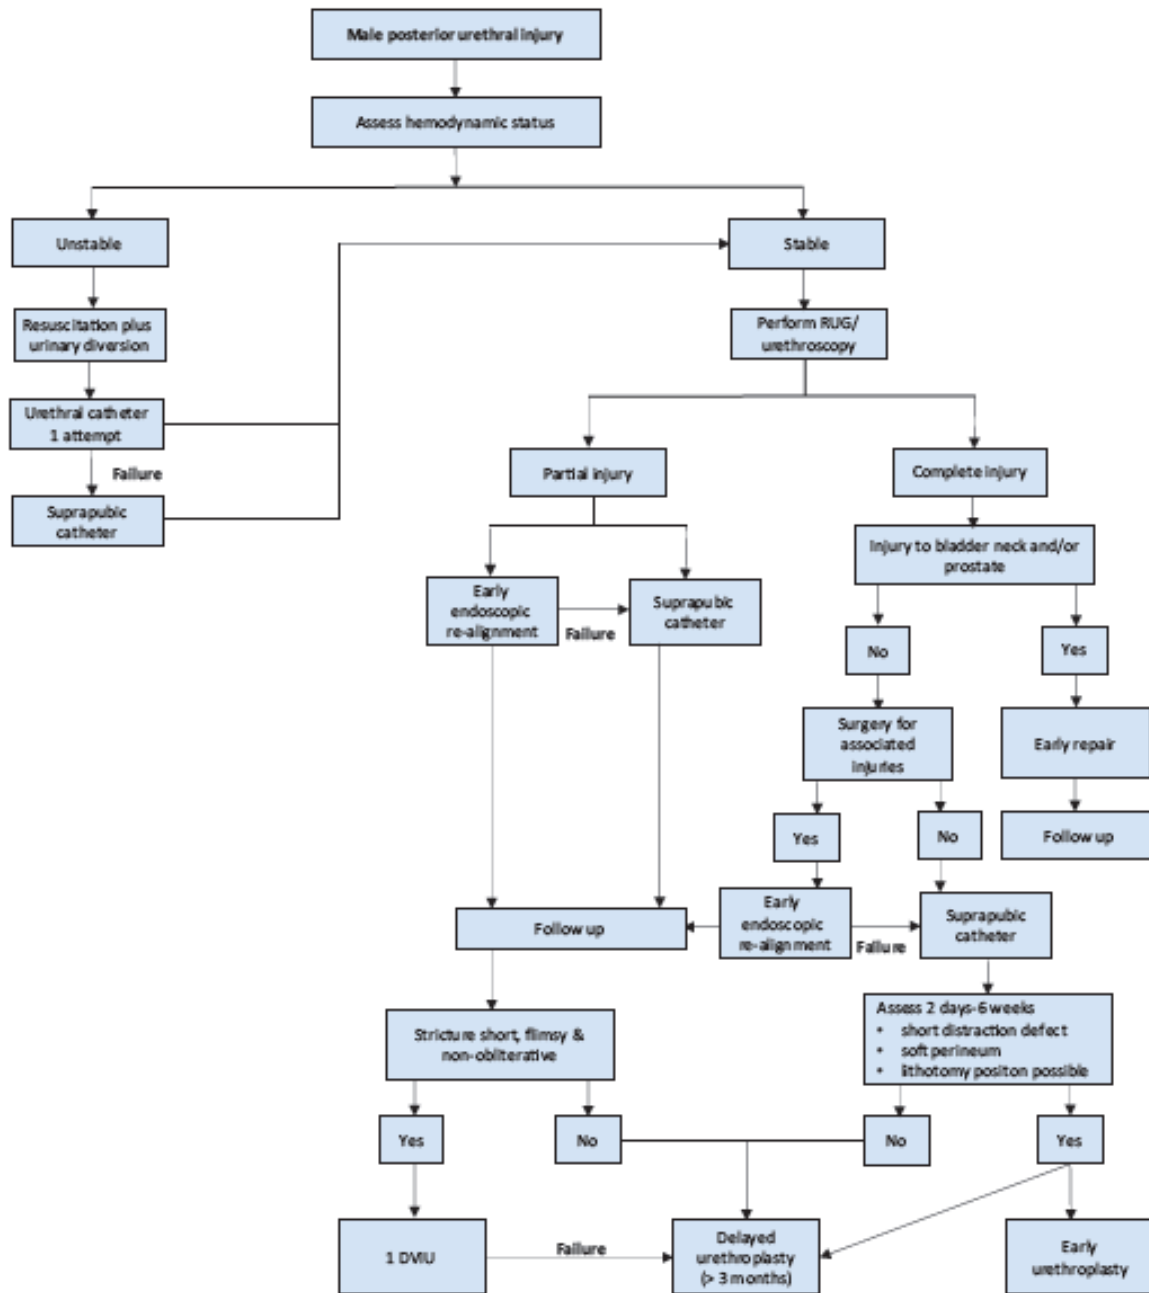 Male posterior urethral injury
Assess hemodynamic status
Unstable
Stable
Resuscitation plus
urinary diversion
Perform RUG/
urethroscopy
Urethral catheter
1 attempt
Failure
Suprapubic
catheter
Partial injury
Complete injury
Injury to bladder neck and/or
prostate
Early
endoscopic
re-alignment
Failure
Suprapubic
catheter
No
Yes
Surgery for
associated
injuries
Early repair
Yes
No
Follow up
Follow up
Early
endoscopic
re-alignment
Failure
Suprapubic
catheter
Stricture short, flimsy &
non-obliterative
Assess 2 days-6 weeks
• short distraction defect
• soft perineum
• lithotomy positon possible
Yes
No
No
Yes
1 DVIU
Failure
Delayed
urethroplasty
(> 3 months)
Early
urethroplasty